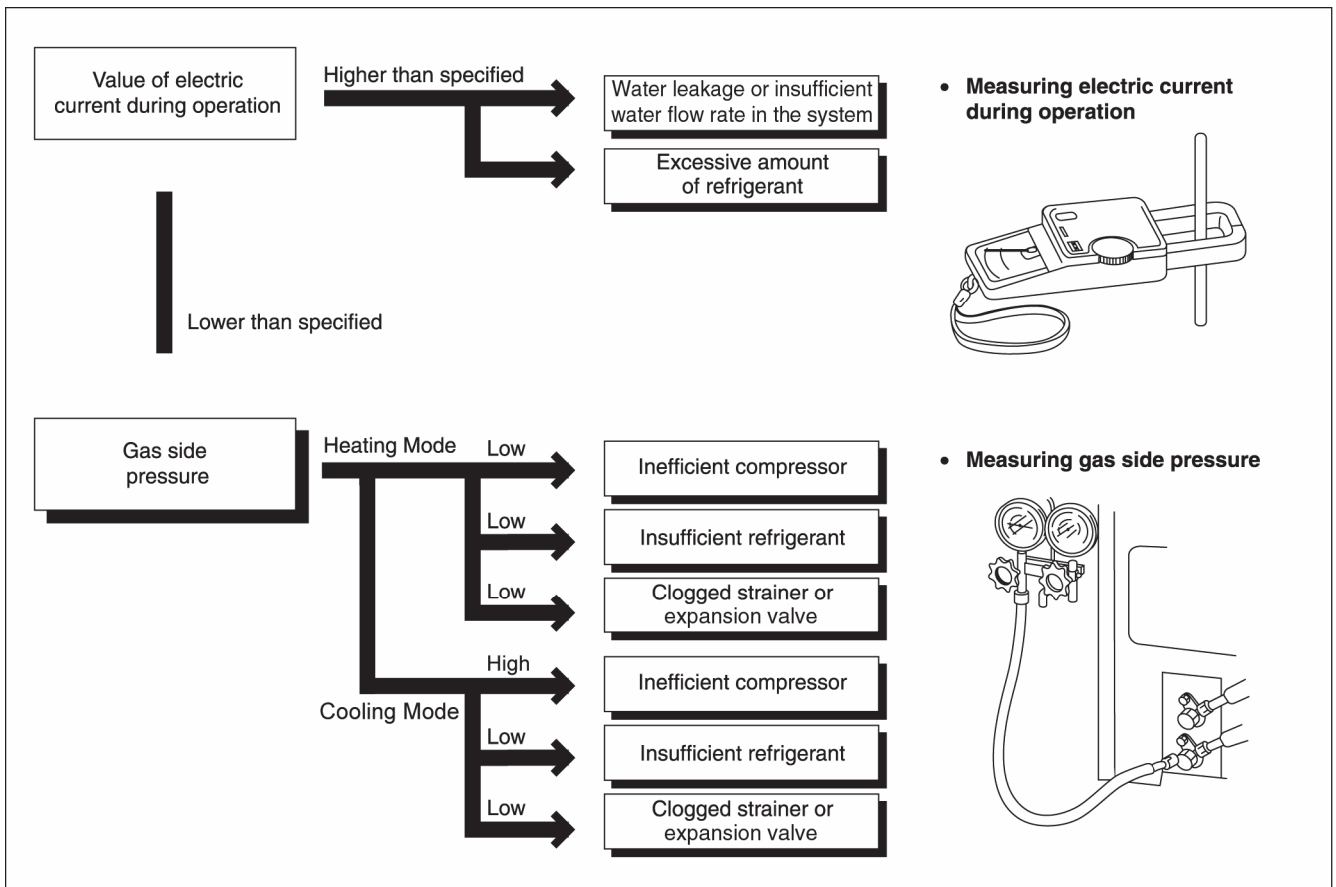 Value of electric
current during operation
Higher than specified
Water leakage or insufficient
water flow rate in the system
Excessive amount
of refrigerant
• Measuring electric current
during operation
Lower than specified
Gas side
pressure
Heating Mode
Low
Inefficient compressor
Low
Insufficient refrigerant
Low
Clogged strainer or
expansion valve
High
Inefficient compressor
Cooling Mode
Low
Insufficient refrigerant
Low
Clogged strainer or
expansion valve
• Measuring gas side pressure